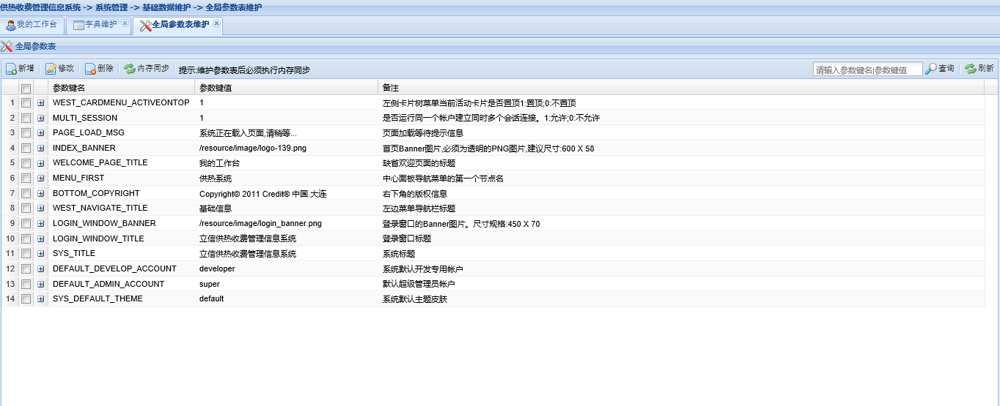 供热收费管理信息系统 -> 系统管理 -> 基础数据维护 -> 全局参数表维护
我的工作台 字典维护 全局参数表维护
全局参数表
新增 修改 删除 内存同步 提示:维护参数表后必须执行内存同步 请输入参数键名|参数键值 查询 刷新
参数键名 参数键值 备注
1 WEST_CARDMENU_ACTIVEONTOP 1 左侧卡片树菜单当前活动卡片是否置顶1:置顶;0:不置顶
2 MULTI_SESSION 1 是否运行同一个帐户建立同时多个会话连接。1:允许;0:不允许
3 PAGE_LOAD_MSG 系统正在载入页面,请稍等... 页面加载等待提示信息
4 INDEX_BANNER /resource/image/logo-139.png 首页Banner图片,必须为透明的PNG图片,建议尺寸:600 X 58
5 WELCOME_PAGE_TITLE 我的工作台 缺省欢迎页面的标题
6 MENU_FIRST 供热系统 中心面板导航菜单的第一个节点名
7 BOTTOM_COPYRIGHT Copyright© 2011 Credit® 中国.大连 右下角的版权信息
8 WEST_NAVIGATE_TITLE 基础信息 左边菜单导航栏标题
9 LOGIN_WINDOW_BANNER /resource/image/login_banner.png 登录窗口的Banner图片。尺寸规格:450 X 70
10 LOGIN_WINDOW_TITLE 立信供热收费管理信息系统 登录窗口标题
11 SYS_TITLE 立信供热收费管理信息系统 系统标题
12 DEFAULT_DEVELOP_ACCOUNT developer 系统默认开发专用帐户
13 DEFAULT_ADMIN_ACCOUNT super 默认超级管理员帐户
14 SYS_DEFAULT_THEME default 系统默认主题皮肤